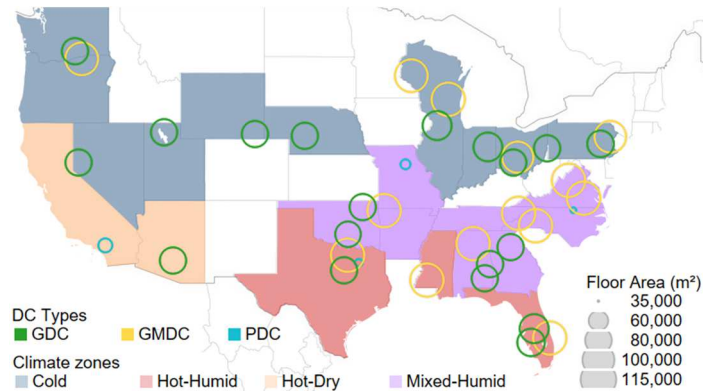 Floor Area (m²)
35,000
60,000
80,000
100,000
115,000
DC Types
GDC GMDC PDC
Climate zones
Cold Hot-Humid Hot-Dry Mixed-Humid